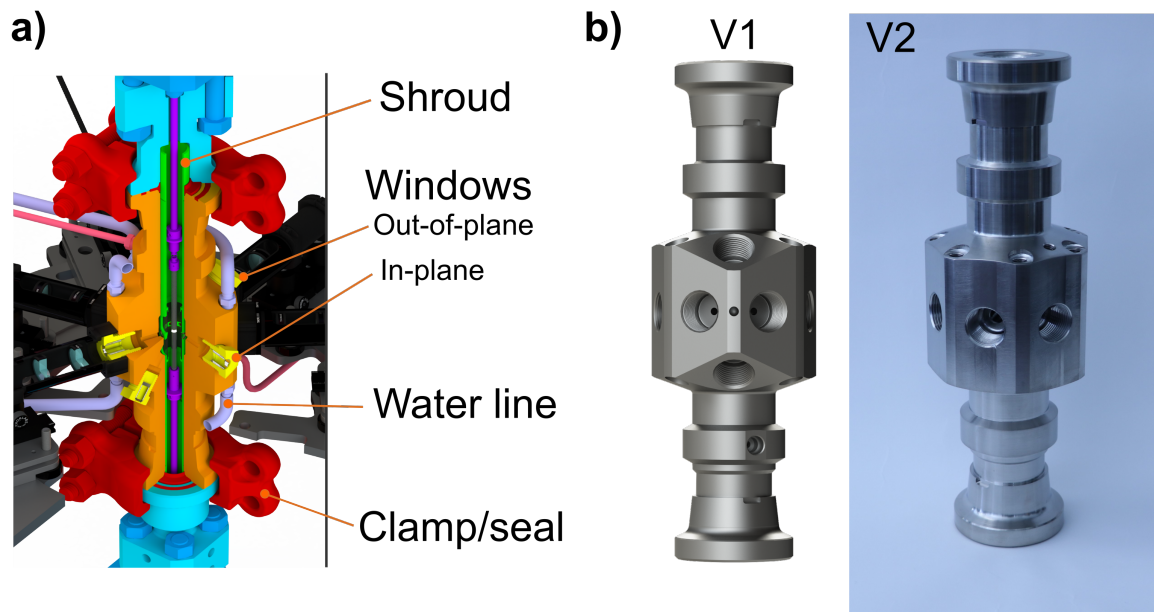 a)
Shroud
Windows
Out-of-plane
In-plane
Water line
Clamp/seal
b)
V1
V2